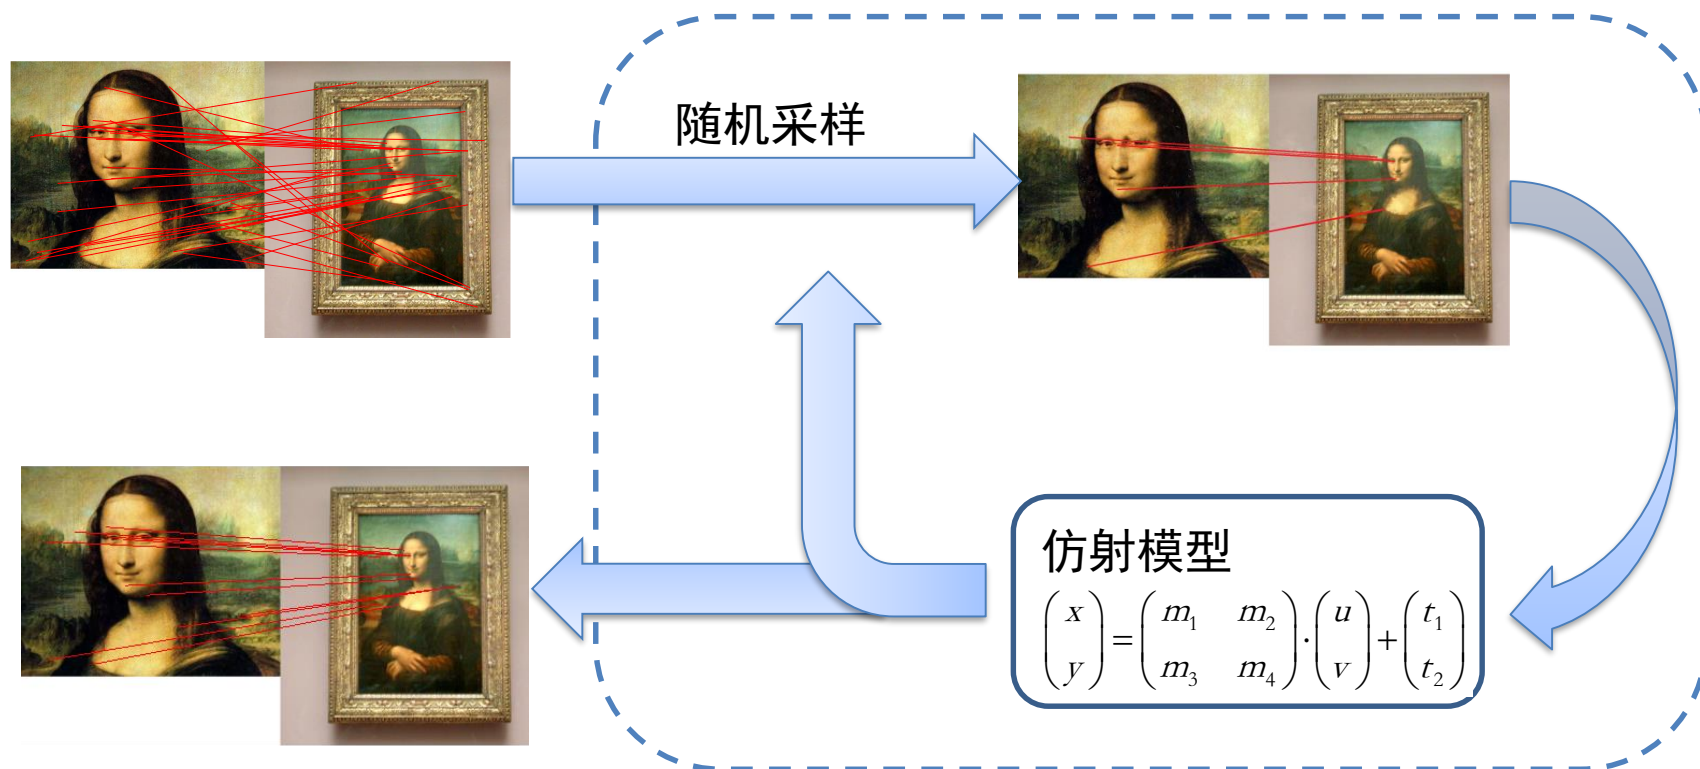 随机采样
仿射模型
(x y) = (m₁ m₂ m₃ m₄) · (u v) + (t₁ t₂)